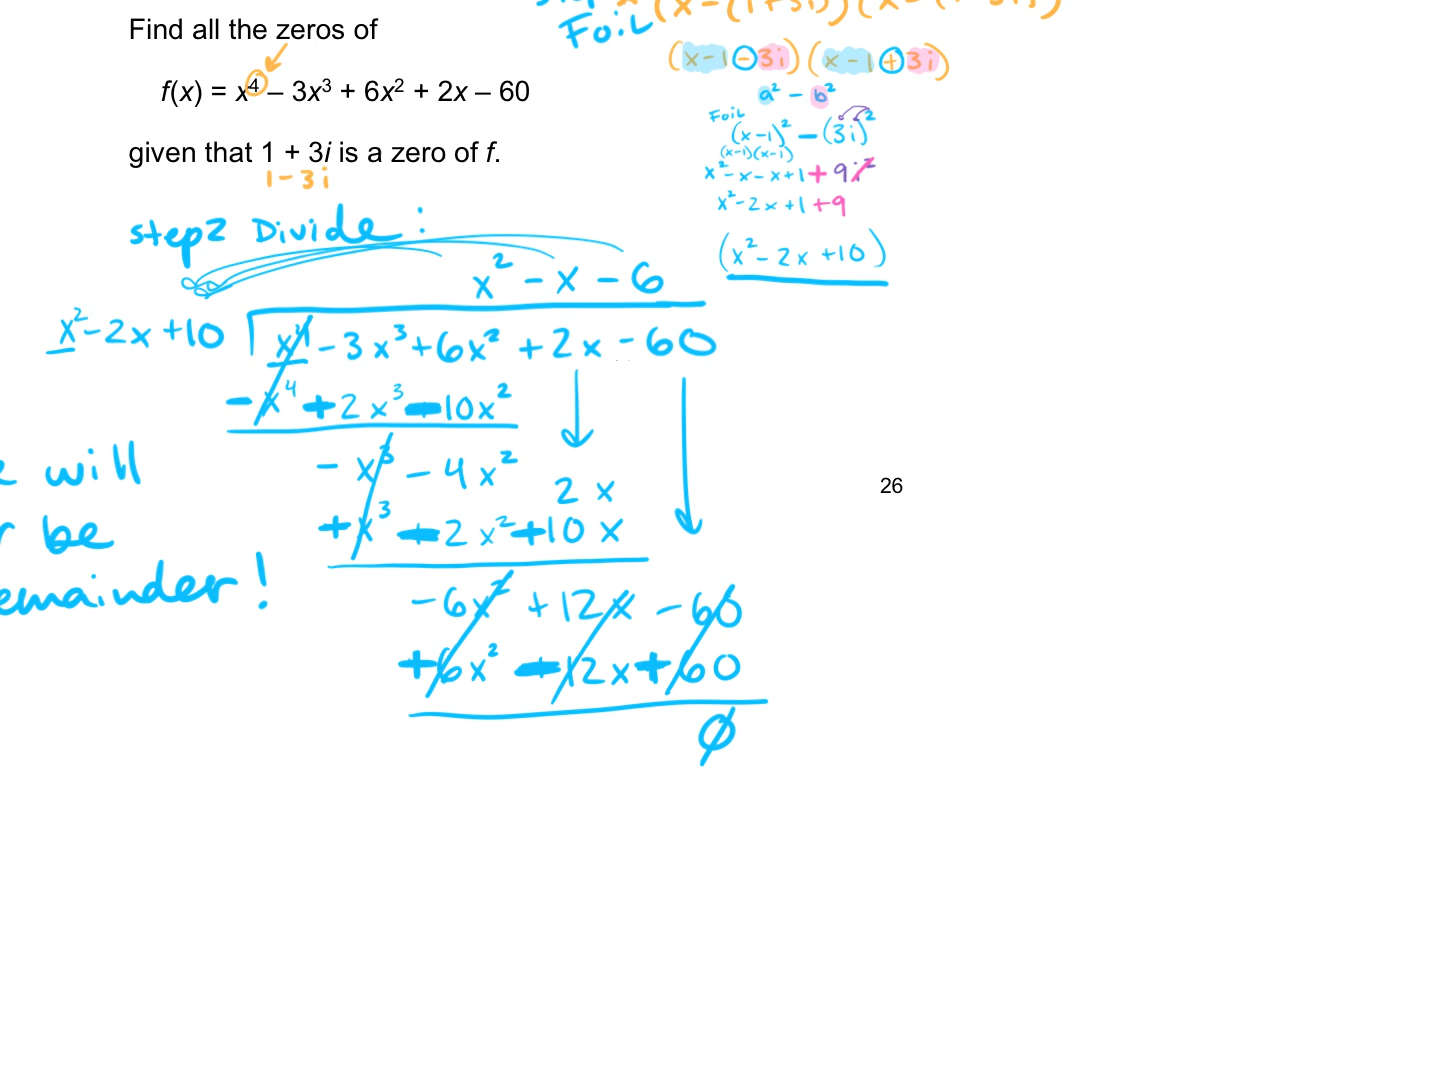 Find all the zeros of
f(x) = x⁴ – 3x³ + 6x² + 2x – 60
given that 1 + 3i is a zero of f.
1 - 3i
Foil
(x-1-3i)(x-1+3i)
a² - b²
Foil
(x-1)² - (3i)²
(x-1)(x-1)
x² - x - x + 1 + 9i²
x² - 2x + 1 + 9
(x² - 2x + 10)
step2 Divide:
x² - x - 6
x² - 2x + 10 x⁴ - 3x³ + 6x² + 2x - 60
-x⁴ + 2x³ - 10x²
-x³ - 4x² 2x
+x³ - 2x² + 10x
-6x² + 12x - 60
+6x² - 12x + 60
0
will
be
emainder!
26